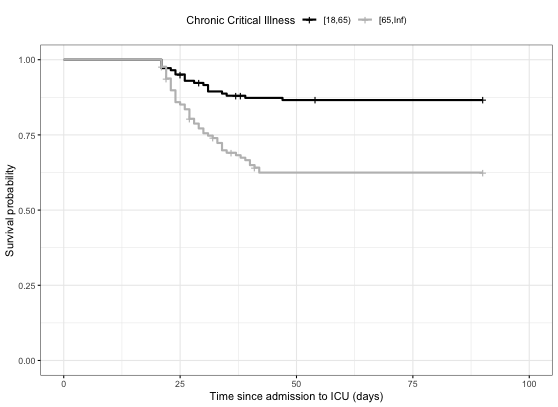 Chronic Critical Illness [18,65) [65,Inf)
Survival probability
1.00
0.75
0.50
0.25
0.00
0 25 50 75 100
Time since admission to ICU (days)